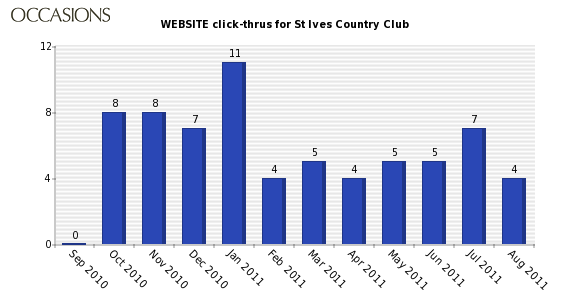 OCCASIONS
WEBSITE click-thrus for St Ives Country Club
12
8
4
0
0
8
8
7
11
4
5
4
5
5
7
4
Sep 2010
Oct 2010
Nov 2010
Dec 2010
Jan 2011
Feb 2011
Mar 2011
Apr 2011
May 2011
Jun 2011
Jul 2011
Aug 2011